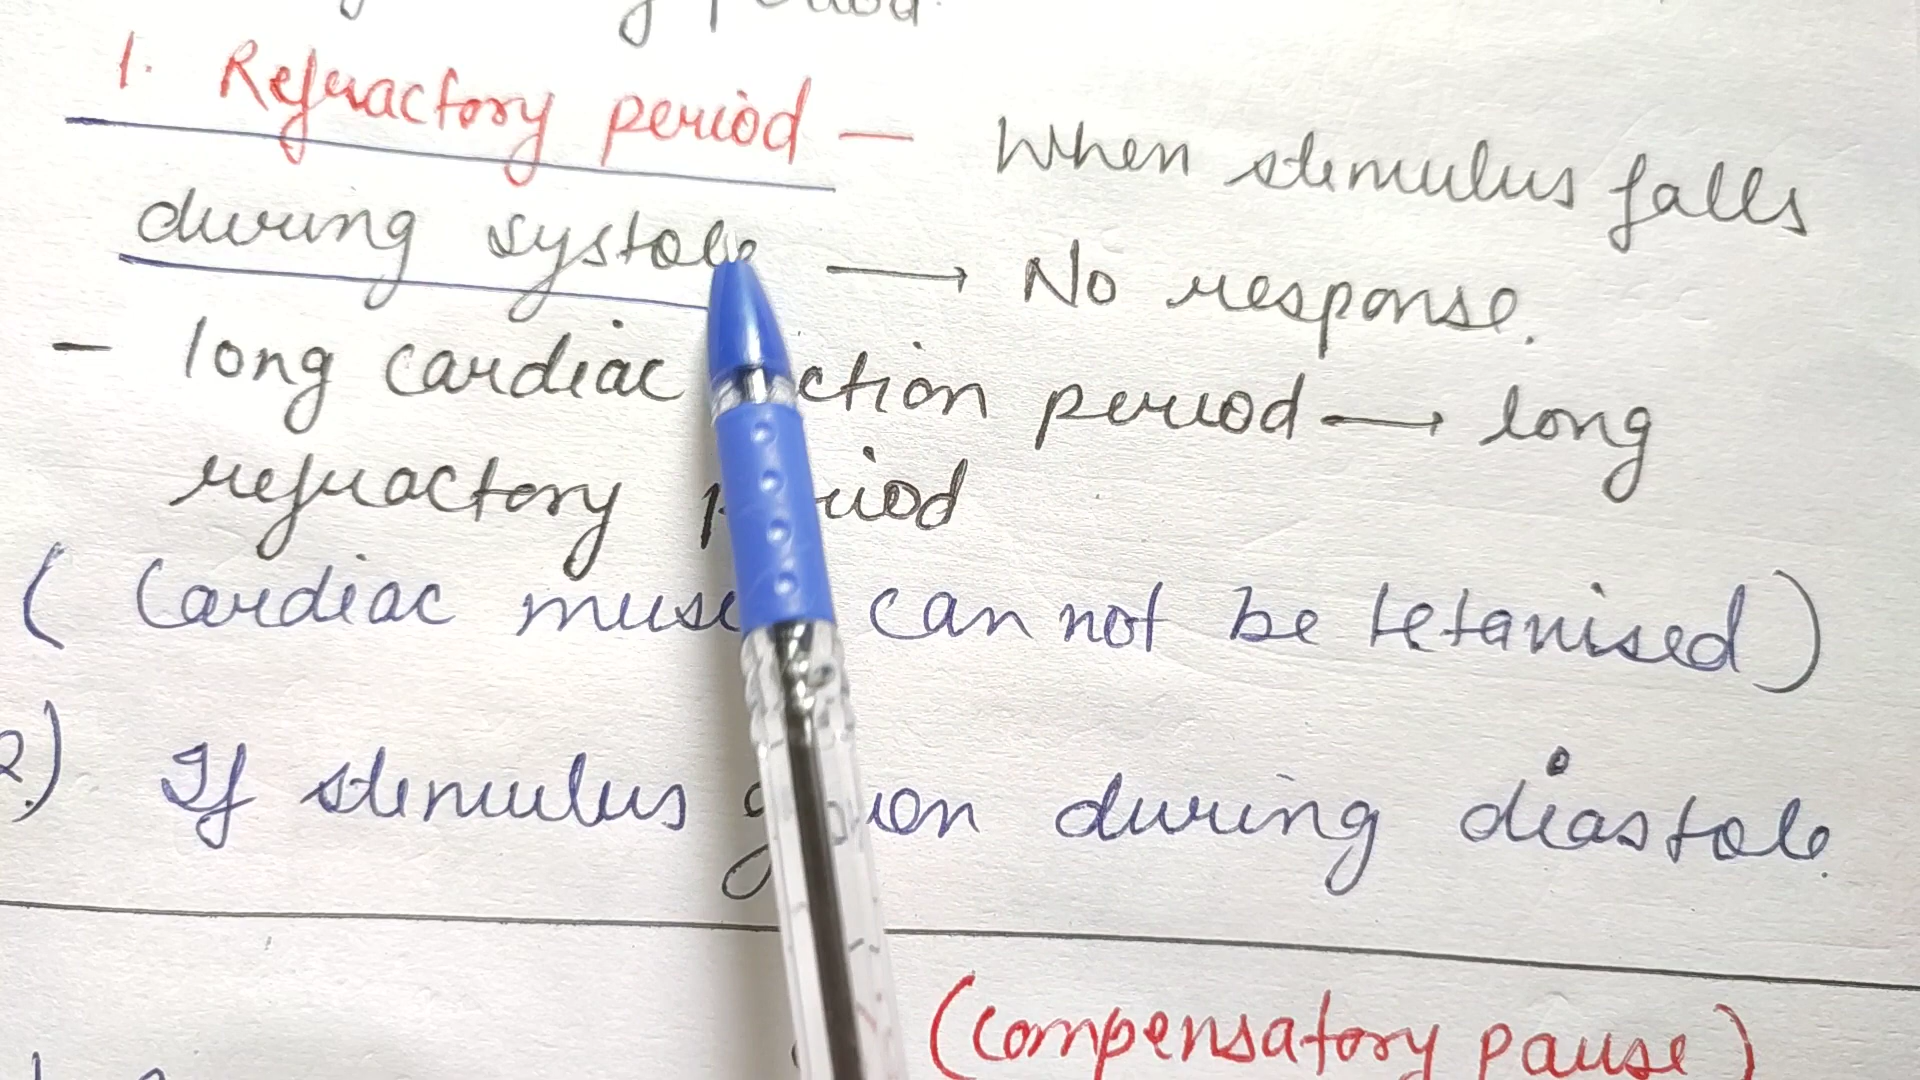 period
1. Refractory period — When stimulus falls
during systole → No response.
- long cardiac action period → long
refractory period
( Cardiac muscle can not be tetanised )
2.) If stimulus given during diastole.
(compensatory pause)